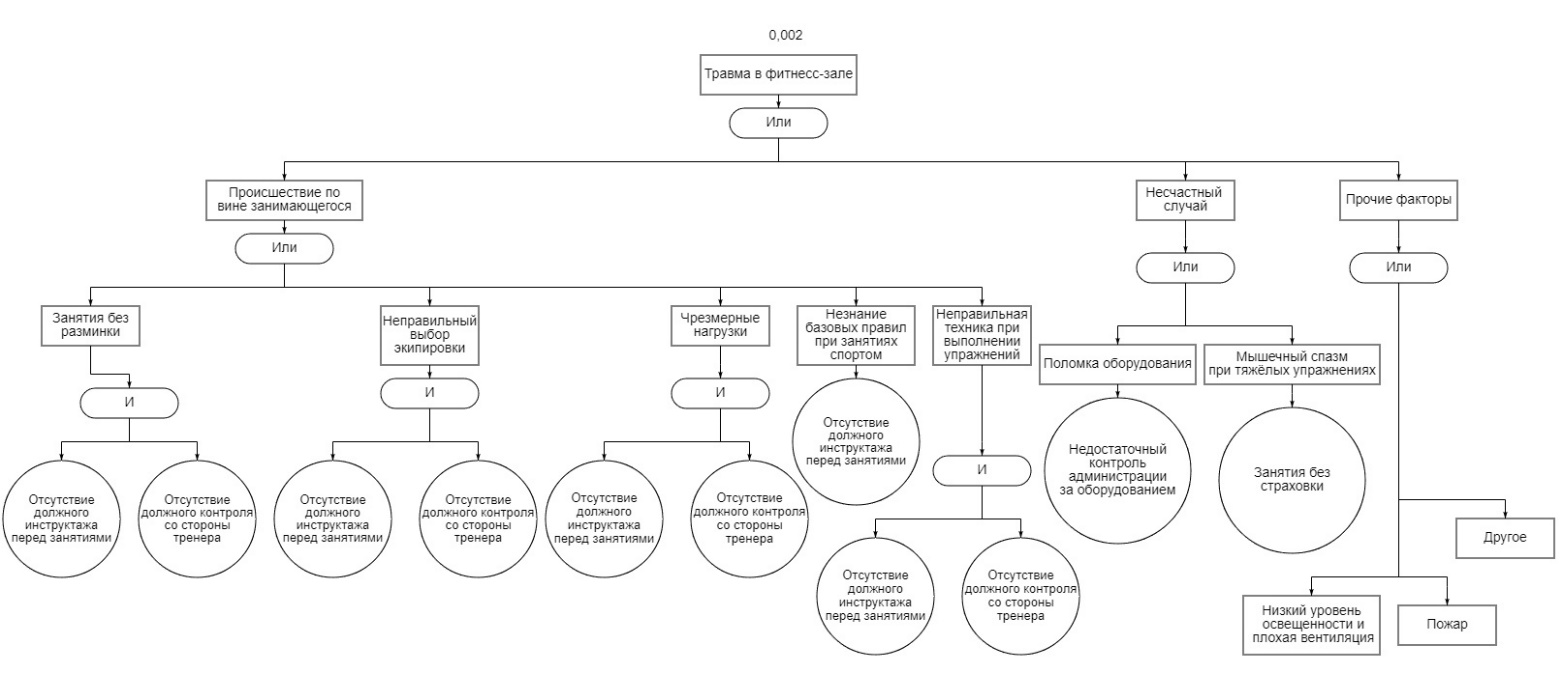 0,002
Травма в фитнесс-зале
Или
Происшествие по
вине занимающегося
Несчастный
случай
Прочие факторы
Или
Или
Или
Занятия без
разминки
Неправильный
выбор
экипировки
Чрезмерные
нагрузки
Незнание
базовых правил
при занятиях
спортом
Неправильная
техника при
выполнении
упражнений
Поломка оборудования
Мышечный спазм
при тяжёлых упражнениях
И
И
И
Отсутствие
должного
инструктажа
перед занятиями
Недостаточный
контроль
администрации
за оборудованием
Занятия без
страховки
И
Отсутствие
должного
инструктажа
перед занятиями
Отсутствие
должного контроля
со стороны
тренера
Отсутствие
должного
инструктажа
перед занятиями
Отсутствие
должного контроля
со стороны
тренера
Отсутствие
должного
инструктажа
перед занятиями
Отсутствие
должного контроля
со стороны
тренера
Другое
Отсутствие
должного
инструктажа
перед занятиями
Отсутствие
должного контроля
со стороны
тренера
Низкий уровень
освещенности и
плохая вентиляция
Пожар